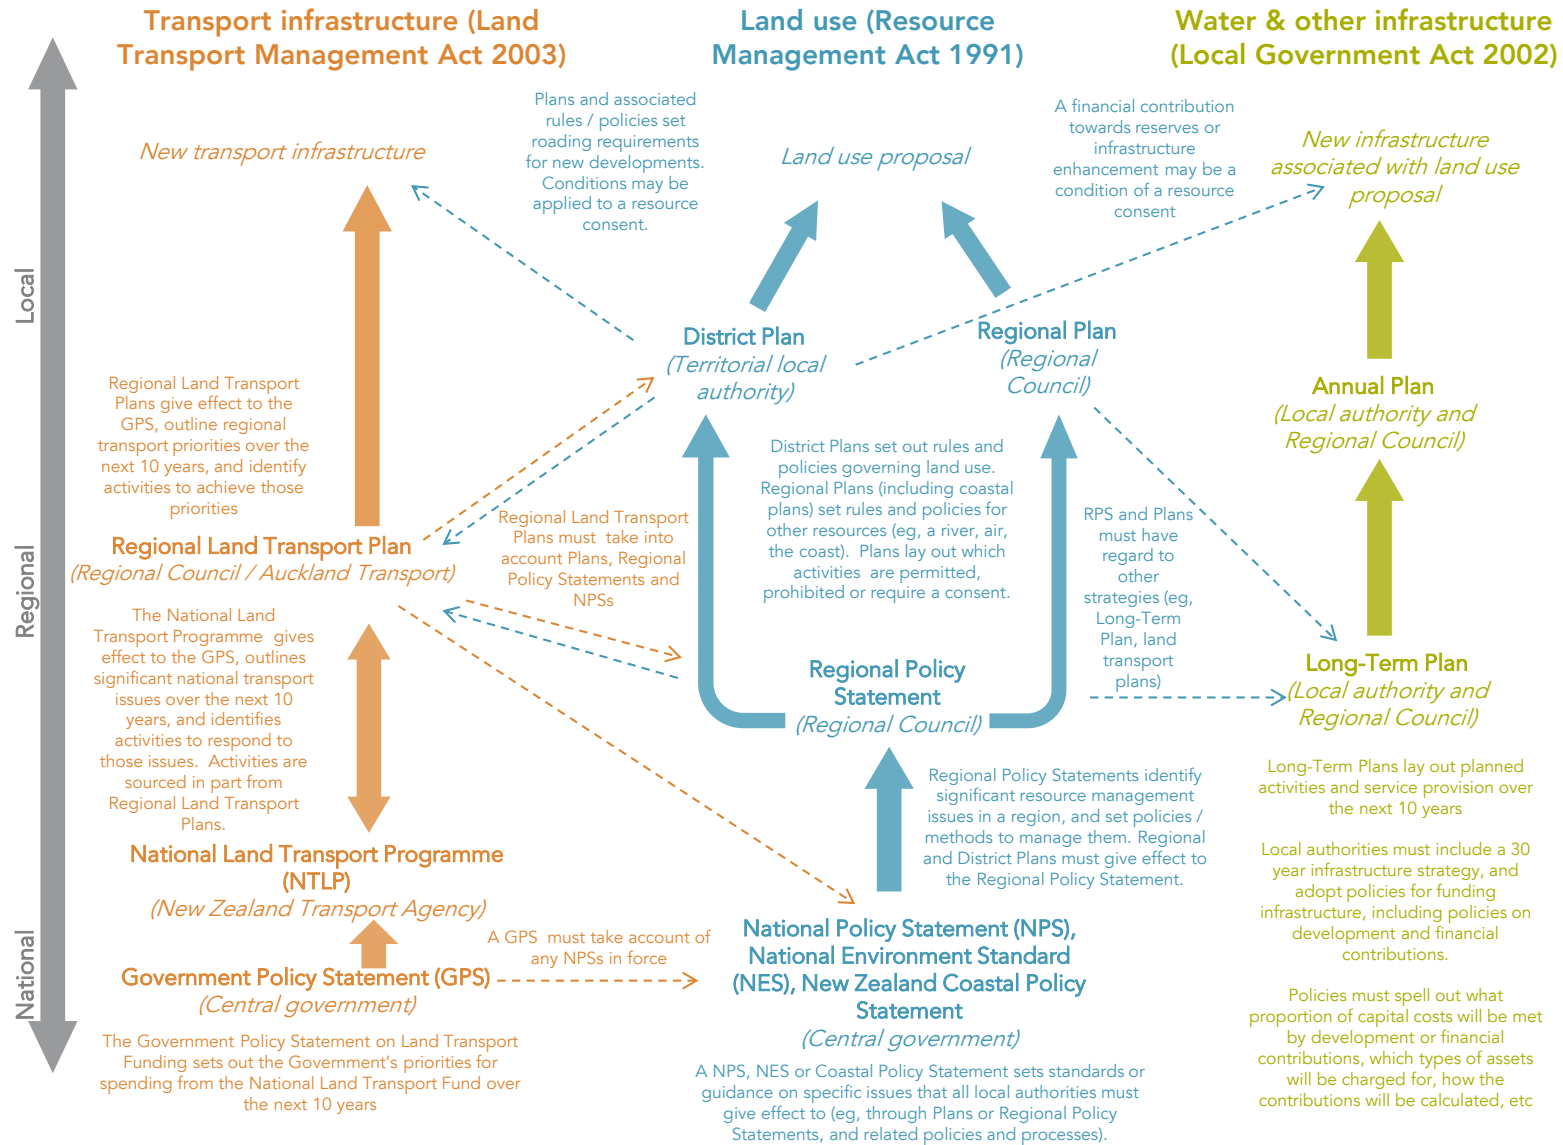 Transport infrastructure (Land
Transport Management Act 2003)
Land use (Resource
Management Act 1991)
Water & other infrastructure
(Local Government Act 2002)
Local
Regional
National
New transport infrastructure
Plans and associated
rules / policies set
roading requirements
for new developments.
Conditions may be
applied to a resource
consent.
Land use proposal
A financial contribution
towards reserves or
infrastructure
enhancement may be a
condition of a resource
consent
New infrastructure
associated with land use
proposal
District Plan
(Territorial local
authority)
Regional Plan
(Regional
Council)
Annual Plan
(Local authority and
Regional Council)
Regional Land Transport
Plans give effect to the
GPS, outline regional
transport priorities over the
next 10 years, and identify
activities to achieve those
priorities
District Plans set out rules and
policies governing land use.
Regional Plans (including coastal
plans) set rules and policies for
other resources (eg, a river, air,
the coast). Plans lay out which
activities are permitted,
prohibited or require a consent.
Regional Land Transport Plan
(Regional Council / Auckland Transport)
Regional Land Transport
Plans must take into
account Plans, Regional
Policy Statements and
NPSs
RPS and Plans
must have
regard to
other
strategies (eg,
Long-Term
Plan, land
transport
plans)
The National Land
Transport Programme gives
effect to the GPS, outlines
significant national transport
issues over the next 10
years, and identifies
activities to respond to
those issues. Activities are
sourced in part from
Regional Land Transport
Plans.
Regional Policy
Statement
(Regional Council)
Long-Term Plan
(Local authority and
Regional Council)
Regional Policy Statements identify
significant resource management
issues in a region, and set policies /
methods to manage them. Regional
and District Plans must give effect to
the Regional Policy Statement.
Long-Term Plans lay out planned
activities and service provision over
the next 10 years
Local authorities must include a 30
year infrastructure strategy, and
adopt policies for funding
infrastructure, including policies on
development and financial
contributions.
Policies must spell out what
proportion of capital costs will be met
by development or financial
contributions, which types of assets
will be charged for, how the
contributions will be calculated, etc
National Land Transport Programme
(NTLP)
(New Zealand Transport Agency)
A GPS must take account of
any NPSs in force
Government Policy Statement (GPS)
(Central government)
The Government Policy Statement on Land Transport
Funding sets out the Government's priorities for
spending from the National Land Transport Fund over
the next 10 years
National Policy Statement (NPS),
National Environment Standard
(NES), New Zealand Coastal Policy
Statement
(Central government)
A NPS, NES or Coastal Policy Statement sets standards or
guidance on specific issues that all local authorities must
give effect to (eg, through Plans or Regional Policy
Statements, and related policies and processes).